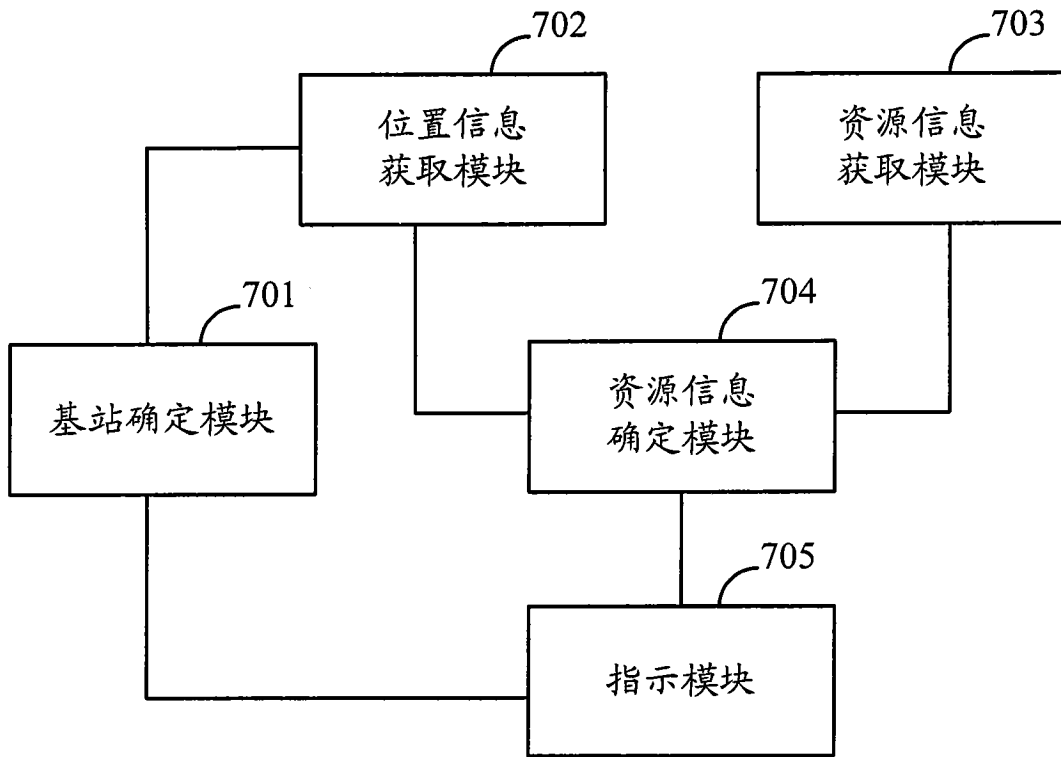 702
703
位置信息
获取模块
资源信息
获取模块
701
704
基站确定模块
资源信息
确定模块
705
指示模块